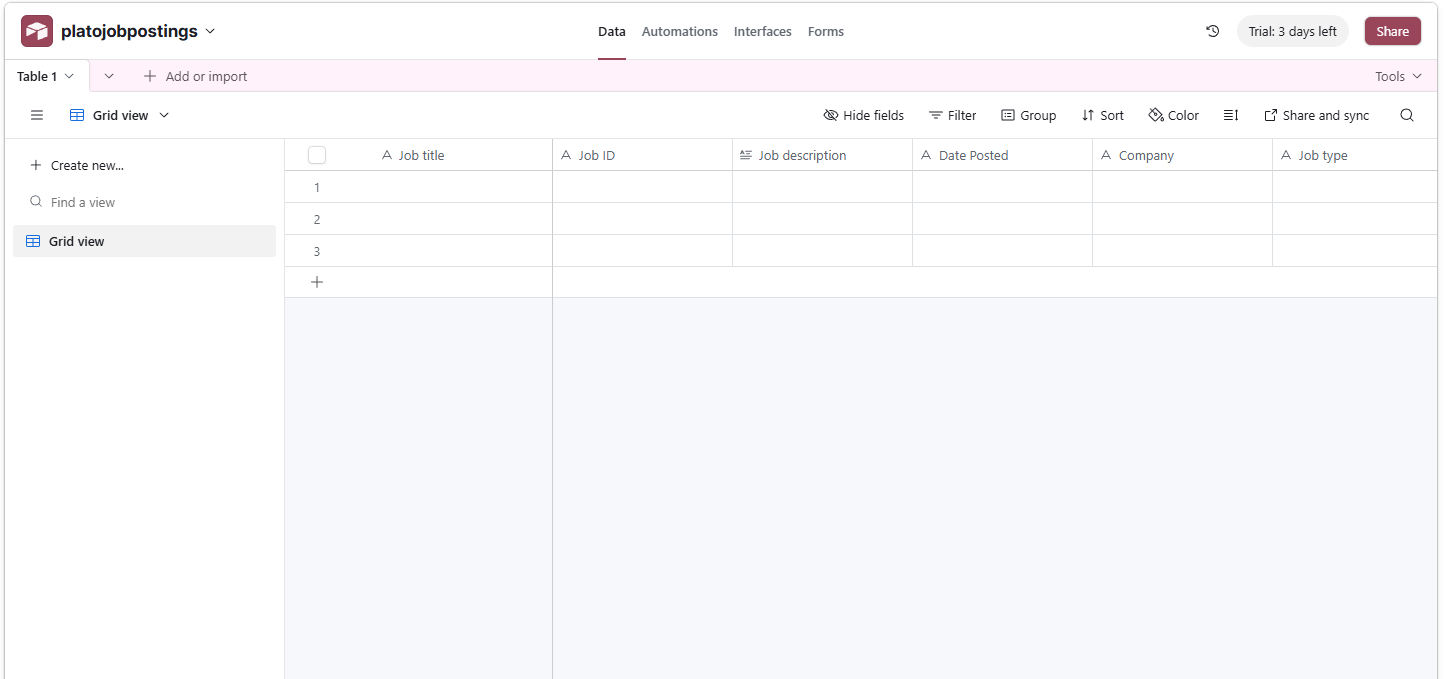 platojobpostings Data Automations Interfaces Forms Trial: 3 days left Share
Table 1 Add or import Tools
Grid view Hide fields Filter Group Sort Color Share and sync
Create new...
Find a view
Grid view
Job title Job ID Job description Date Posted Company Job type
1
2
3